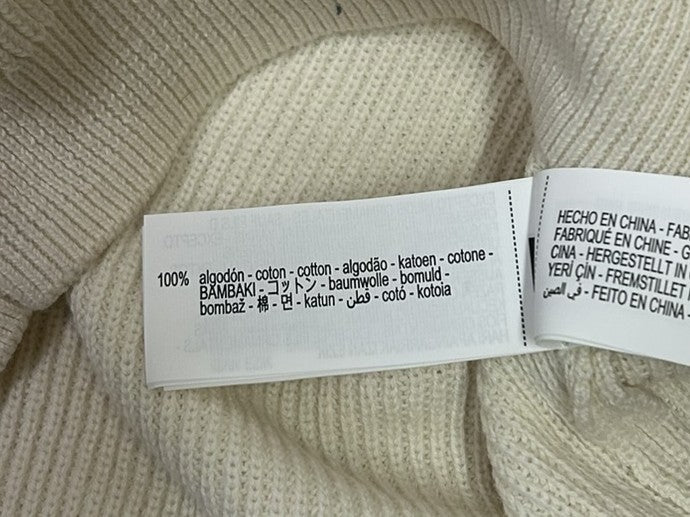 100% algodón - coton - cotton - algodão - katoen - cotone -
BAMBAKI - コットン - baumwolle - bomuld -
bombaž - 棉 - 면 - katun - قطن - cotó - kotoia
HECHO EN CHINA - FAB
FABRIQUÉ EN CHINE - G
CINA - HERGESTELLT IN
YERİ ÇİN - FREMSTILLET
في الصين - FEITO EN CHINA -